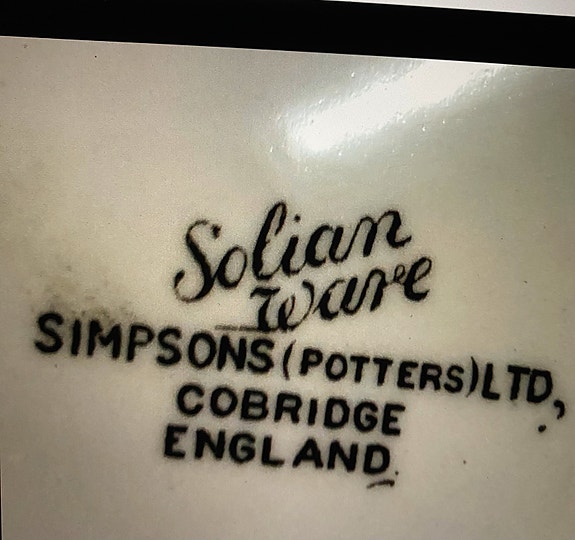 Solian
Ware
SIMPSONS (POTTERS) LTD,
COBRIDGE
ENGLAND.